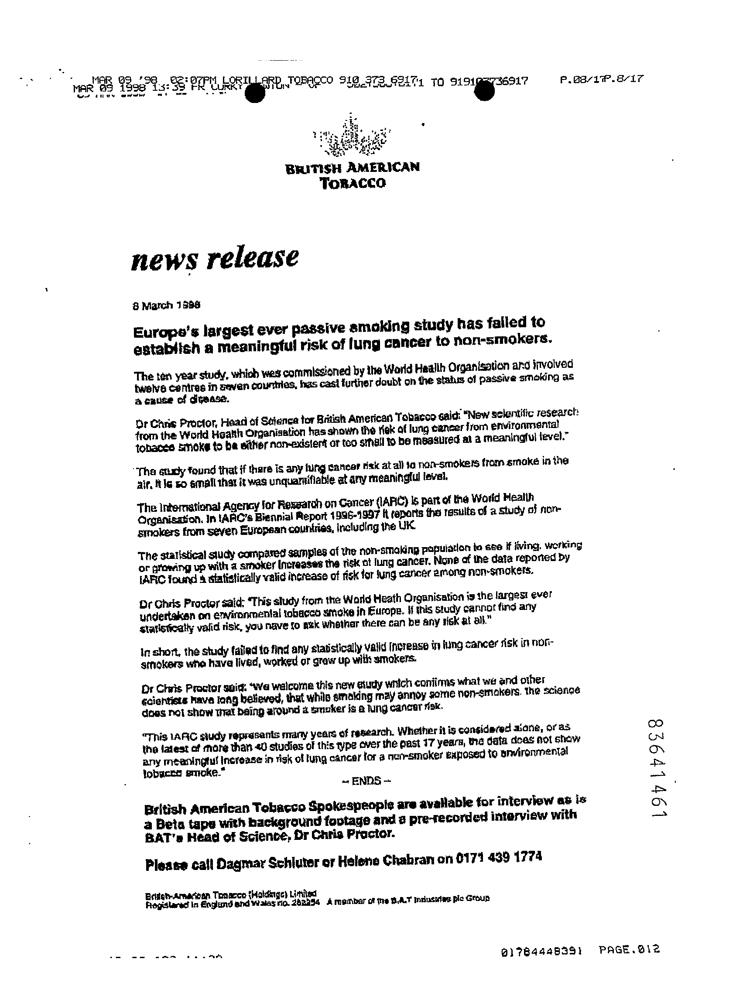 MAR 09 '98 02:07PM LORILLARD TOBACCO 910 373 6917
P.08/17
MAR 09 1998 13:39 FR CURRY
TO 919103736917
P.8/17
BRITISH AMERICAN
TOBACCO
news release
8 March 1998
Europe's largest ever passive smoking study has failed to
establish a meaningful risk of lung cancer to non-smokers.
The ten year study, which was commissioned by the World Health Organisation and involved
twelve centres in seven countries, has cast further doubt on the status of passive smoking as
a cause of disease.
Dr Chris Proctor, Head of Science for British American Tobacco said: "New scientific research
from the World Health Organisation has shown the risk of lung cancer from environmental
tobacco smoke to be either non-existent or too small to be measured at a meaningful level."
The study found that if there is any lung cancer risk at all to non-smokers from smoke in the
air, it is so small that it was unquantifiable at any meaningful level.
The International Agency for Research on Cancer (IARC) is part of the World Health
Organisation. In IARC's Biennial Report 1996-1997 it reports the results of a study of non-
smokers from seven European countries, including the UK
The statistical study compared samples of the non-smoking population to see if living, working
or growing up with a smoker increases the risk of lung cancer. None of the data reported by
IARC found a statistically valid increase of risk for lung cancer among non-smokers.
Dr Chris Proctor said: "This study from the World Heath Organisation is the largest ever
undertaken on environmental tobacco smoke in Europe. If this study cannot find any
statistically valid risk, you have to ask whether there can be any risk at all."
In short, the study failed to find any statistically valid increase in lung cancer risk in non-
smokers who have lived, worked or grew up with smokers.
Dr Chris Proctor said: "We welcome this new study which confirms what we and other
scientists have long believed, that while smoking may annoy some non-smokers, the science
does not show that being around a smoker is a lung cancer risk.
"This IARC study represents many years of research. Whether it is considered alone, or as
the latest of more than 40 studies of this type over the past 17 years, the data does not show
any meaningful increase in risk of lung cancer for a non-smoker exposed to environmental
tobacco smoke."
– ENDS –
British American Tobacco Spokespeople are available for interview as is
a Beta tape with background footage and a pre-recorded interview with
BAT's Head of Science, Dr Chris Proctor.
Please call Dagmar Schluter or Helene Chabran on 0171 439 1774
British-American Tobacco (Holdings) Limited
Registered in England and Wales no. 262254 A member of the B.A.T Industries plc Group
83641461
01784448391 PAGE.012